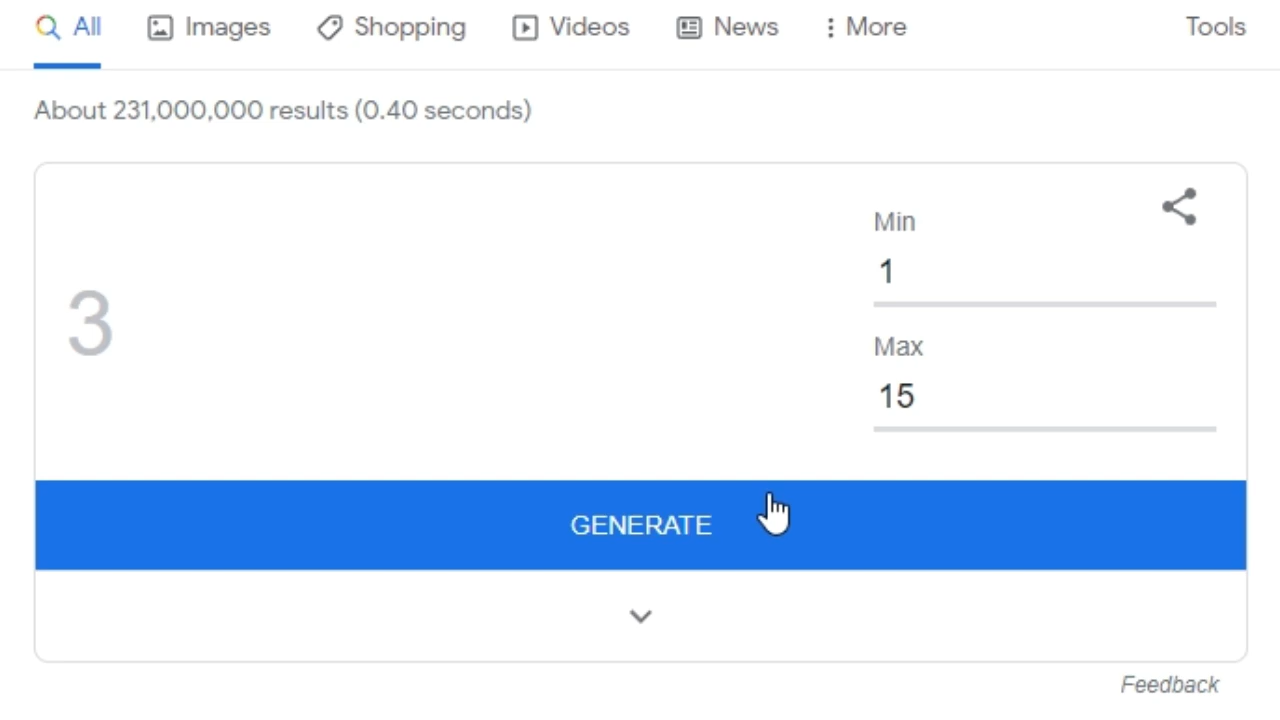 All Images Shopping Videos News More Tools
About 231,000,000 results (0.40 seconds)
Min
1
3
Max
15
GENERATE
Feedback